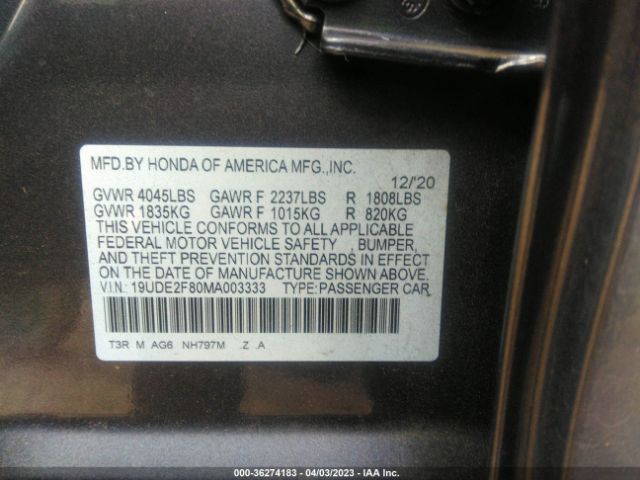 MFD.BY HONDA OF AMERICA MFG.,INC.
12/'20
GVWR 4045LBS GAWR F 2237LBS R 1808LBS
GVWR 1835KG GAWR F 1015KG R 820KG
THIS VEHICLE CONFORMS TO ALL APPLICABLE
FEDERAL MOTOR VEHICLE SAFETY , BUMPER,
AND THEFT PREVENTION STANDARDS IN EFFECT
ON THE DATE OF MANUFACTURE SHOWN ABOVE.
V.I.N.: 19UDE2F80MA003333 TYPE:PASSENGER CAR
T3R M AG6 NH797M .Z .A
000-36274183 - 04/03/2023 - IAA Inc.